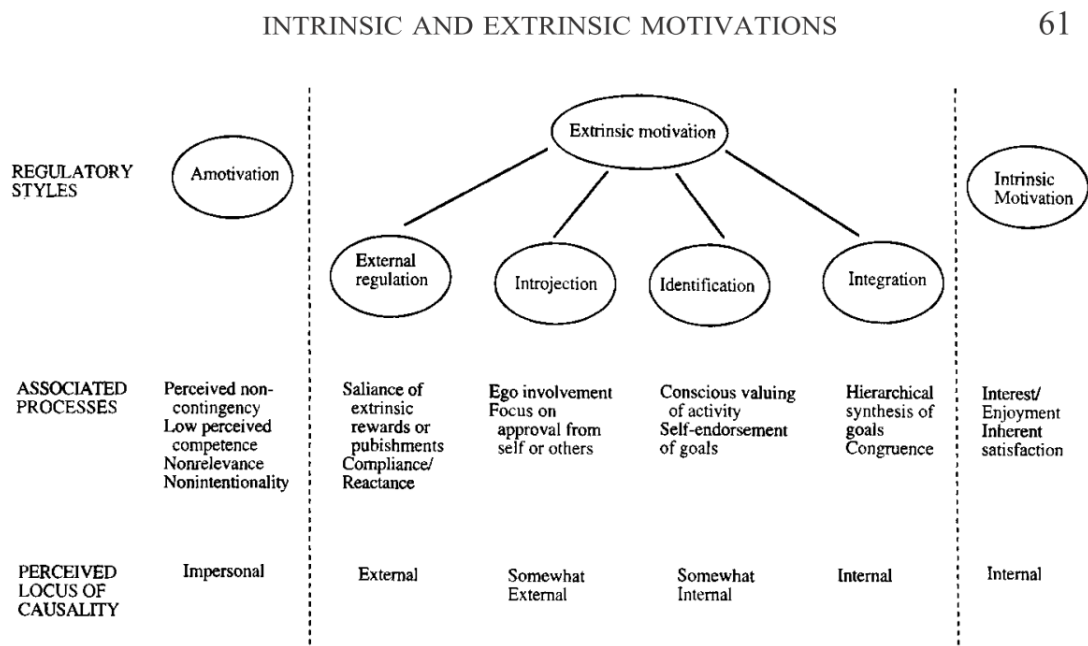 INTRINSIC AND EXTRINSIC MOTIVATIONS 61
REGULATORY
STYLES
Amotivation
Extrinsic motivation
Intrinsic
Motivation
External
regulation
Introjection
Identification
Integration
ASSOCIATED
PROCESSES
Perceived non-
contingency
Low perceived
competence
Nonrelevance
Nonintentionality
Saliance of
extrinsic
rewards or
pubishments
Compliance/
Reactance
Ego involvement
Focus on
approval from
self or others
Conscious valuing
of activity
Self-endorsement
of goals
Hierarchical
synthesis of
goals
Congruence
Interest/
Enjoyment
Inherent
satisfaction
PERCEIVED
LOCUS OF
CAUSALITY
Impersonal
External
Somewhat
External
Somewhat
Internal
Internal
Internal